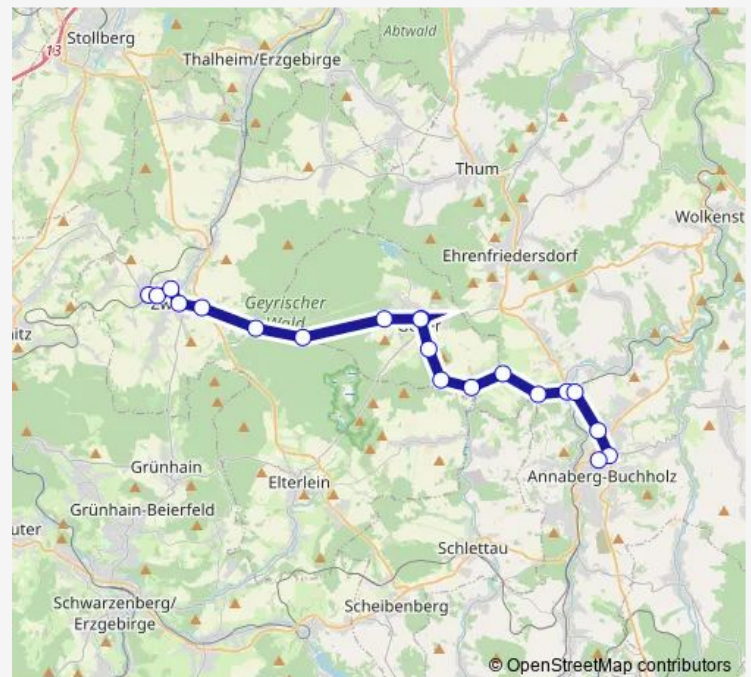 Abtwald
Stollberg
13
Thalheim/Erzgebirge
Thum
Wolkenst
Ehrenfriedersdorf
Geyrischer
Wald
Grünhain
Elterlein
Annaberg-Buchholz
Grünhain-Beierfeld
Schlettau
Schwarzenberg/
Erzgebirge
Scheibenberg
© OpenStreetMap contributors